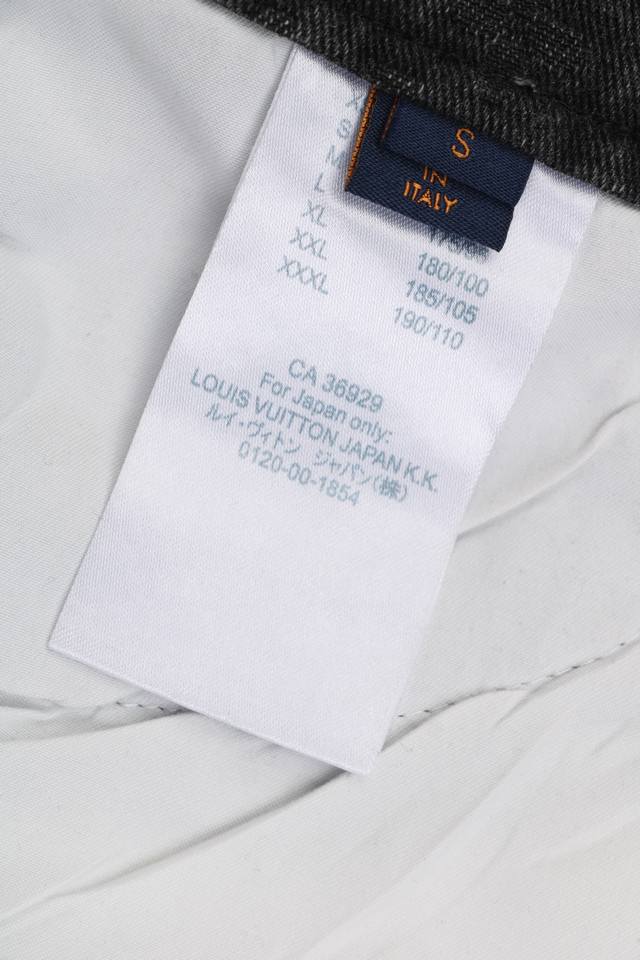 S
IN
ITALY
S
M
L
XL
XXL 180/100
XXXL 185/105
190/110
CA 36929
For Japan only:
LOUIS VUITTON JAPAN K.K.
ルイ・ヴィトン ジャパン(株)
0120-00-1854